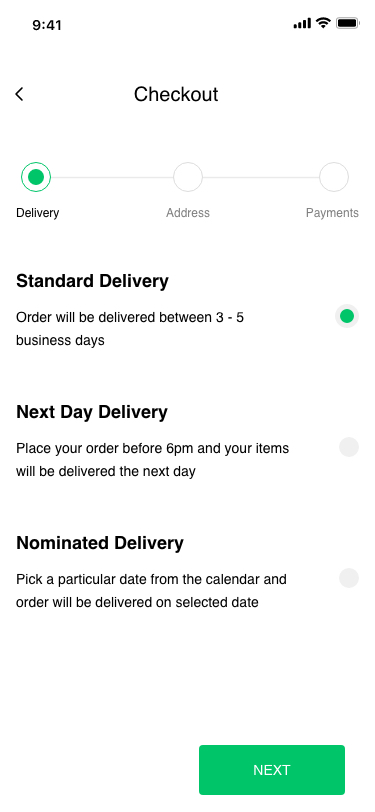 9:41
Checkout
Delivery
Address
Payments
Standard Delivery
Order will be delivered between 3 - 5
business days
Next Day Delivery
Place your order before 6pm and your items
will be delivered the next day
Nominated Delivery
Pick a particular date from the calendar and
order will be delivered on selected date
NEXT